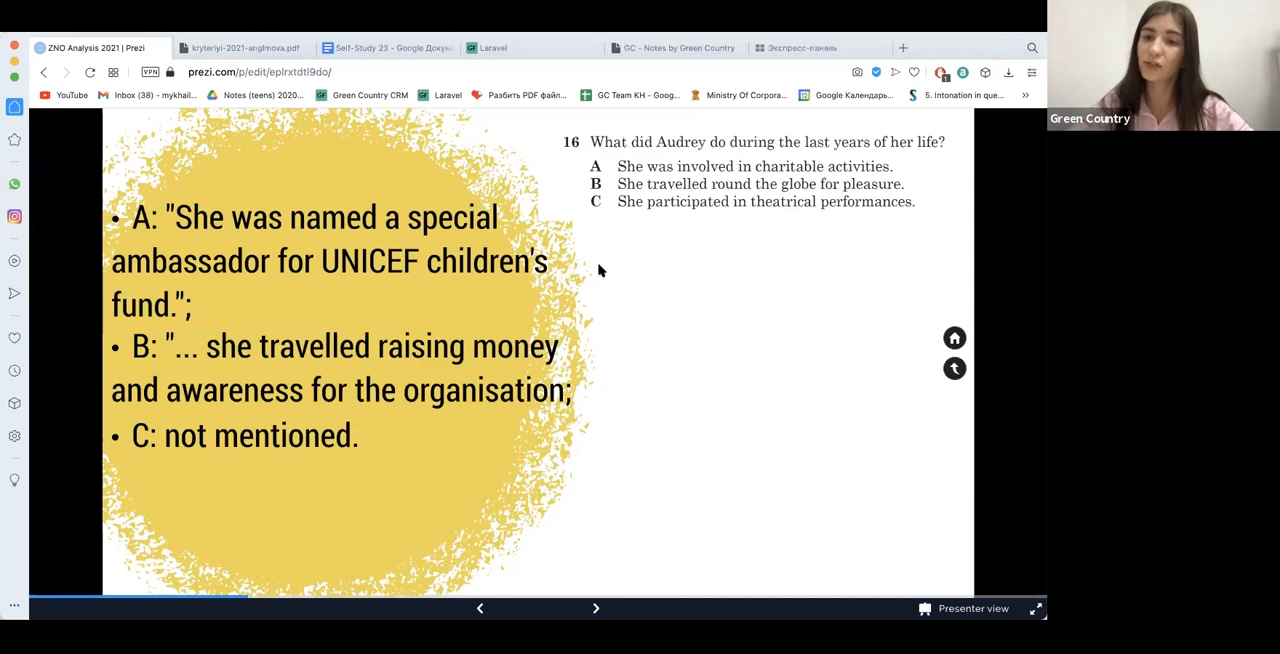 ZNO Analysis 2021 | Prezi
kryteriyi-2021-anglmova.pdf
Self-Study 23 - Google Докум
Laravel
GC - Notes by Green Country
Экспресс-панель
VPN
prezi.com/p/edit/eplrxtdtl9do/
1
YouTube
Inbox (38) - mykhail...
Notes (teens) 2020...
Green Country CRM
Laravel
Разбить PDF файл...
GC Team KH - Goog...
Ministry Of Corpora...
Google Календарь...
5. Intonation in que...
Green Country
16 What did Audrey do during the last years of her life?
A She was involved in charitable activities.
B She travelled round the globe for pleasure.
C She participated in theatrical performances.
• A: "She was named a special
ambassador for UNICEF children's
fund.";
• B: "... she travelled raising money
and awareness for the organisation;
• C: not mentioned.
Presenter view